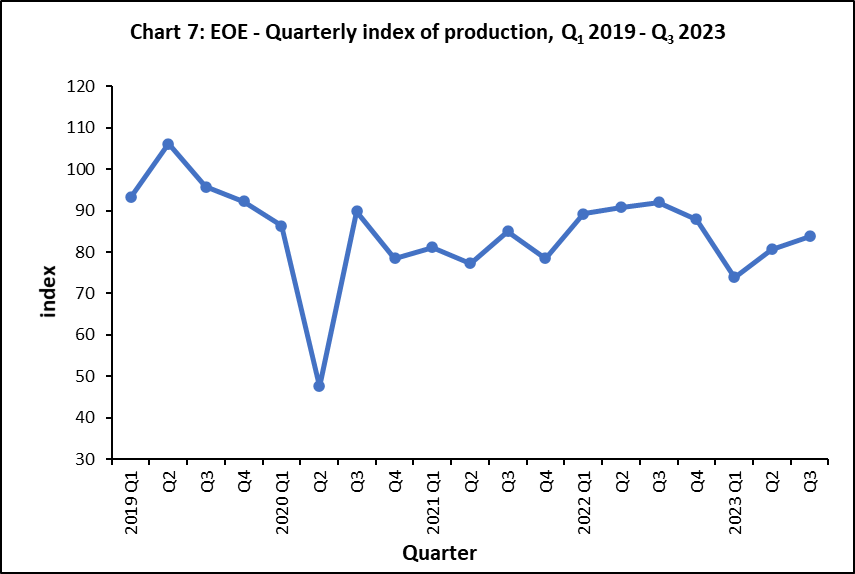 Chart 7: EOE - Quarterly index of production, Q1 2019 - Q3 2023
120
110
100
90
80
70
60
50
40
30
index
2019 Q1
Q2
Q3
Q4
2020 Q1
Q2
Q3
Q4
2021 Q1
Q2
Q3
Q4
2022 Q1
Q2
Q3
Q4
2023 Q1
Q2
Q3
Quarter